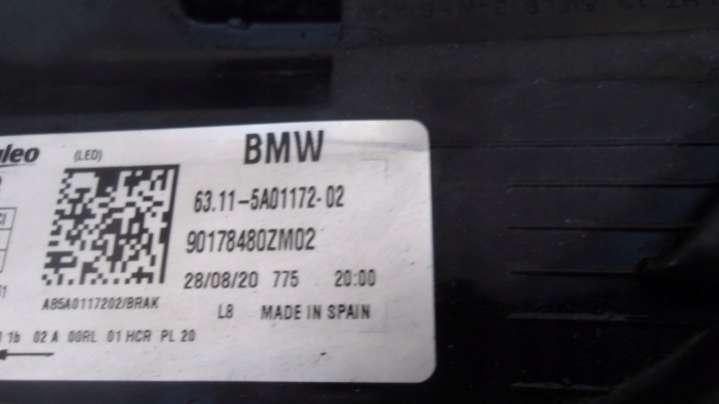 BMW
(LED)
63.11-5A01172-02
90178480ZM02
28/08/20 775 20:00
A85A0117202/BRAK
L8 MADE IN SPAIN
1b 02 A 00RL 01 HCR PL 20